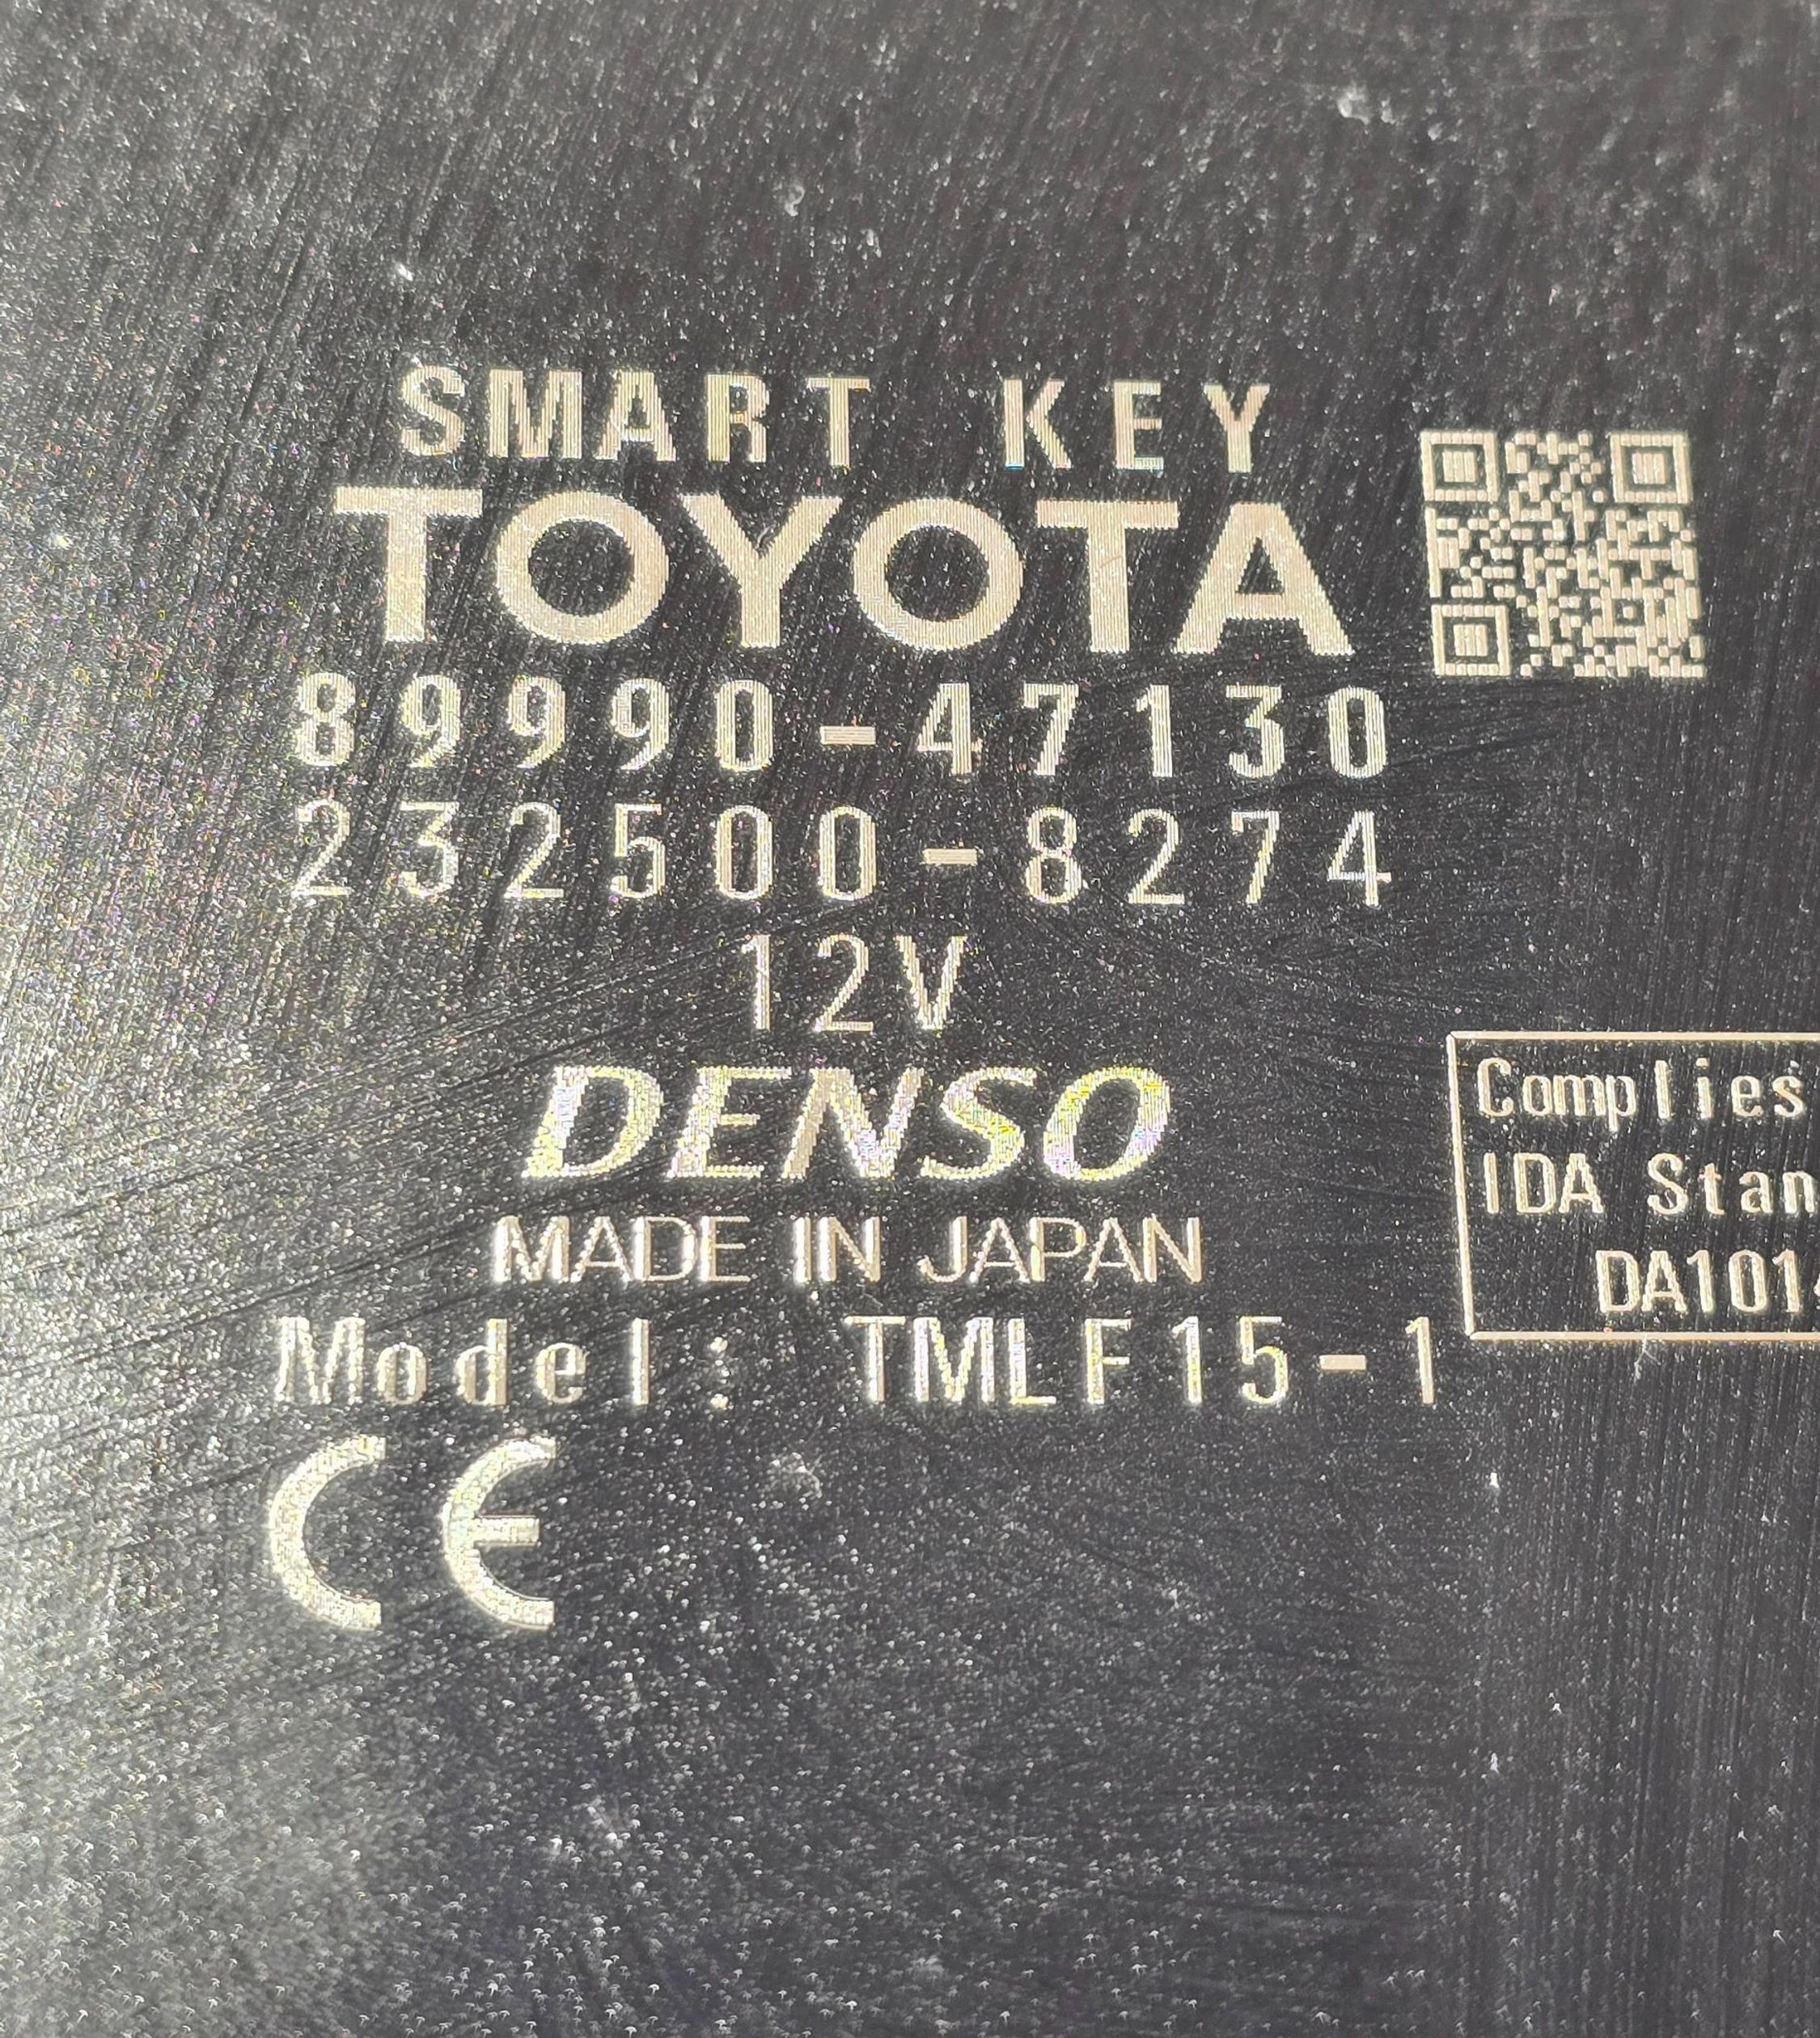 SMART KEY
TOYOTA
89990-47130
232500-8274
12V
DENSO
MADE IN JAPAN
Model: TMLF15-1
CE
Complies
IDA Stan
DA101